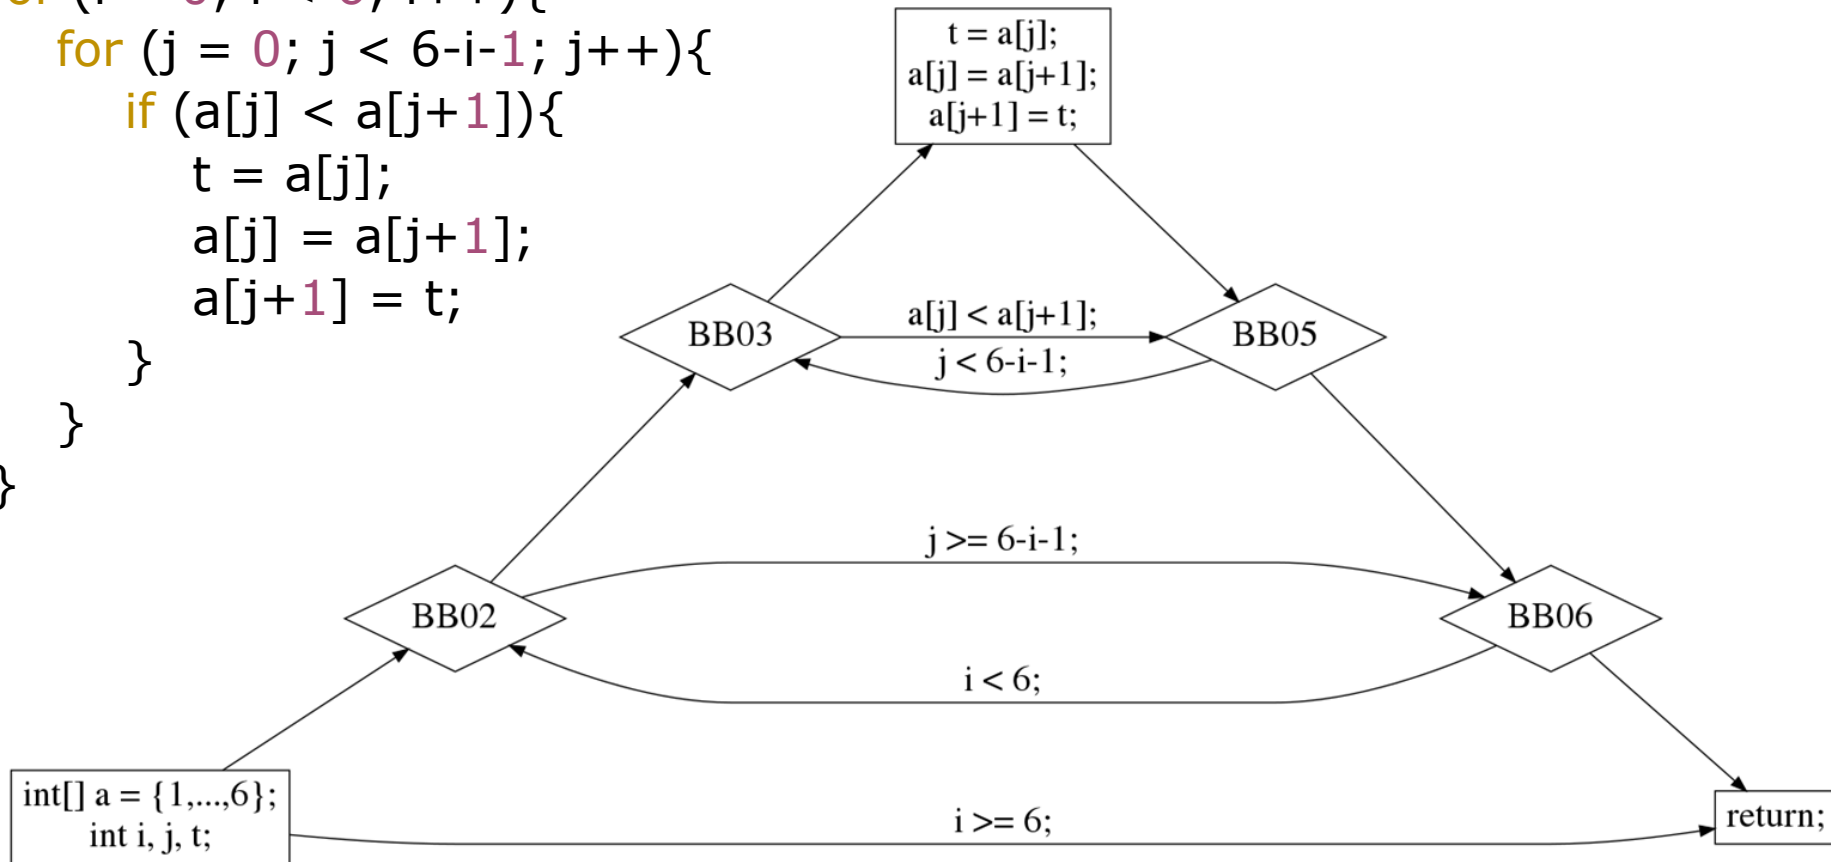 for (j = 0; j < 6-i-1; j++){
if (a[j] < a[j+1]){
t = a[j];
a[j] = a[j+1];
a[j+1] = t;
}
}
}
t = a[j];
a[j] = a[j+1];
a[j+1] = t;
BB03
a[j] < a[j+1];
j < 6-i-1;
BB05
BB02
j >= 6-i-1;
i < 6;
BB06
int[] a = {1,...,6};
int i, j, t;
i >= 6;
return;